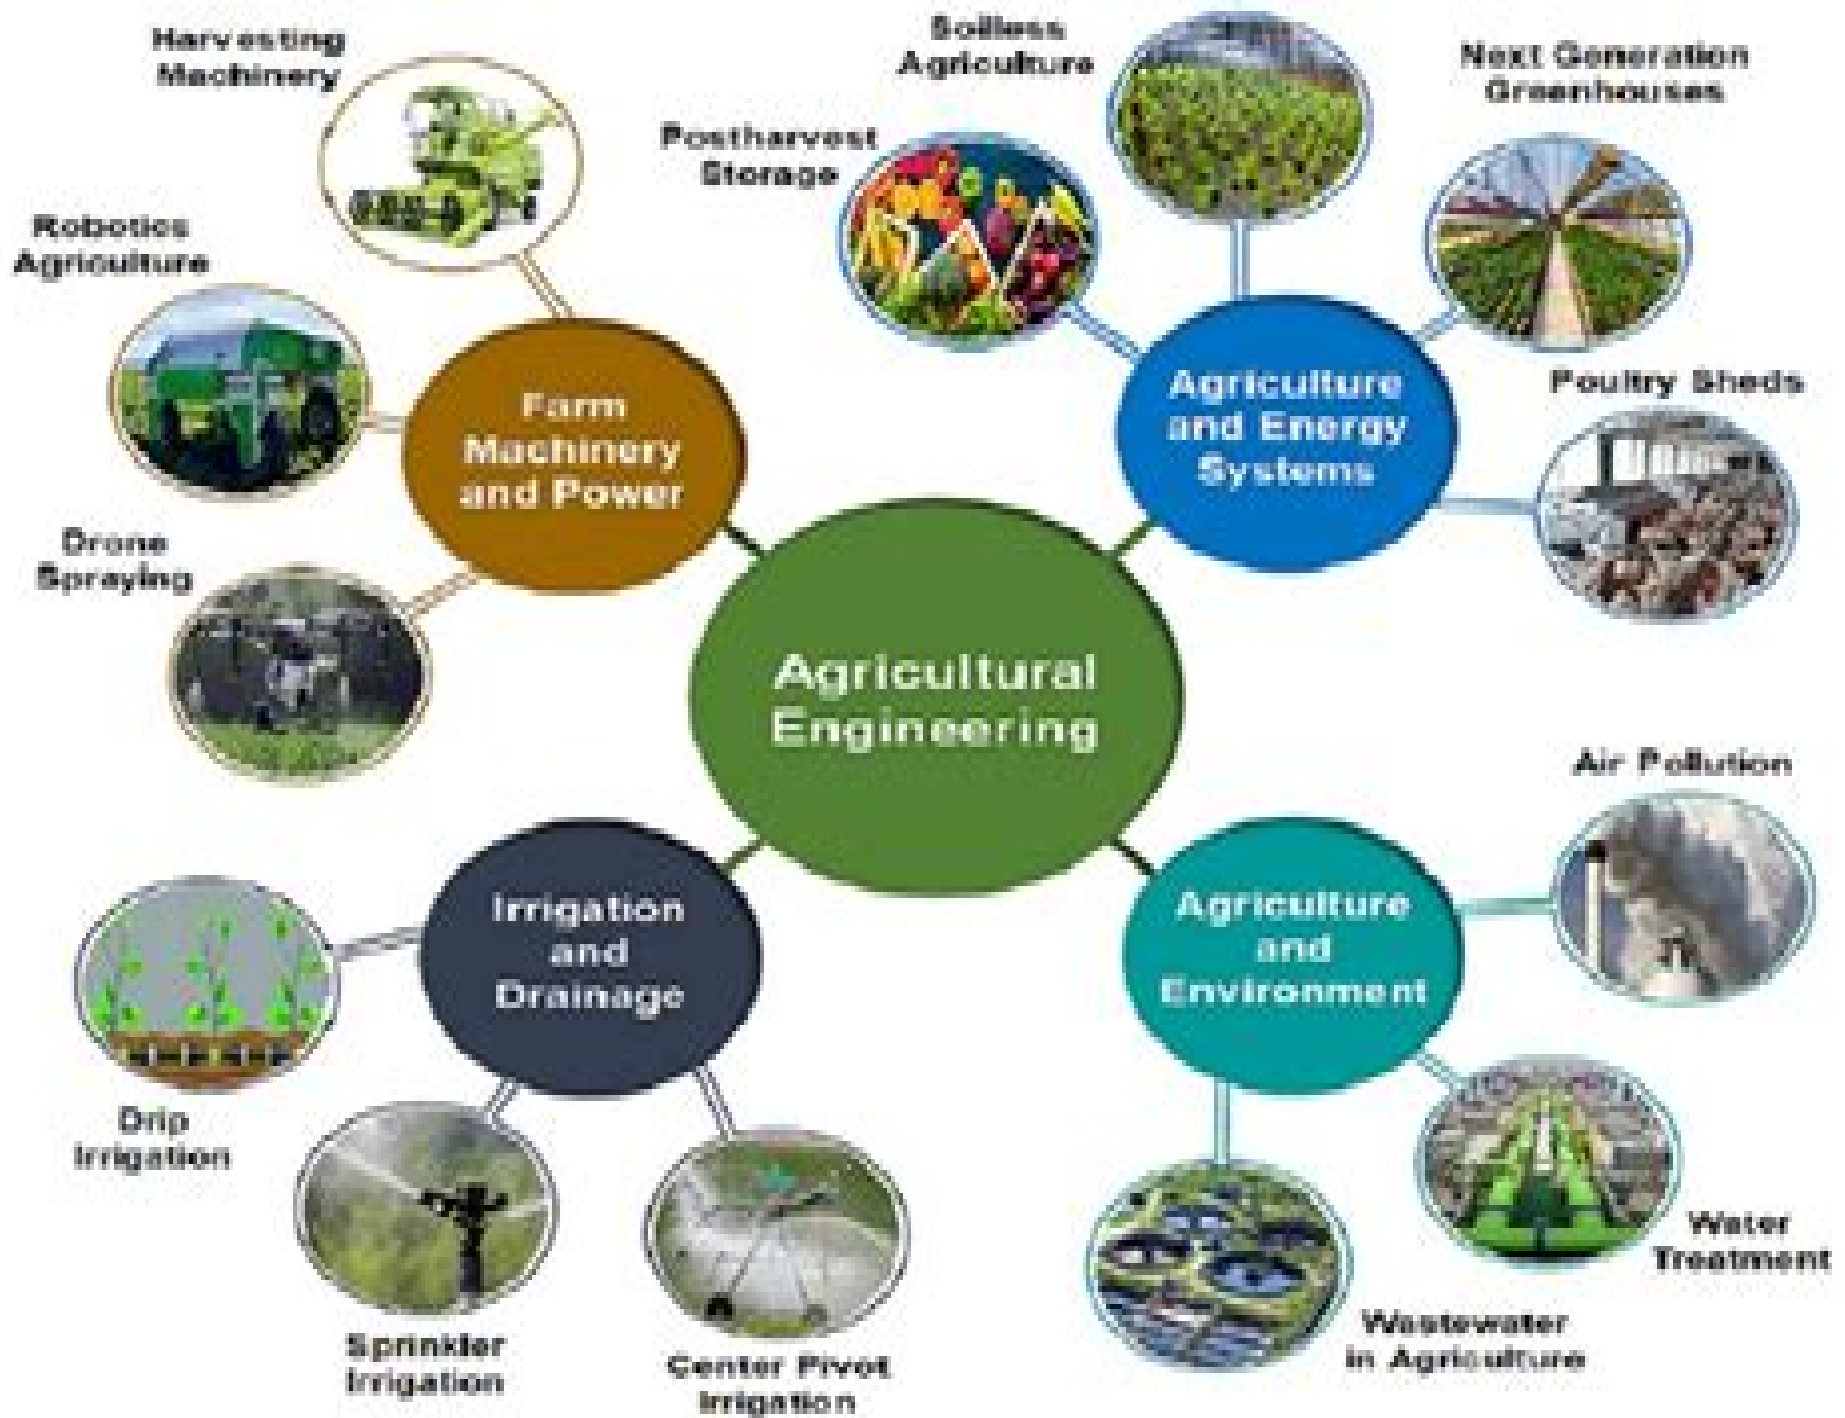 Harvesting
Machinery
Robotics
Agriculture
Drone
Spraying
Farm
Machinery
and Power
Soilless
Agriculture
Postharvest
Storage
Next Generation
Greenhouses
Poultry Sheds
Agriculture
and Energy
Systems
Agricultural
Engineering
Irrigation
and
Drainage
Drip
Irrigation
Sprinkler
Irrigation
Center Pivot
Irrigation
Agriculture
and
Environment
Air Pollution
Water
Treatment
Wastewater
in Agriculture